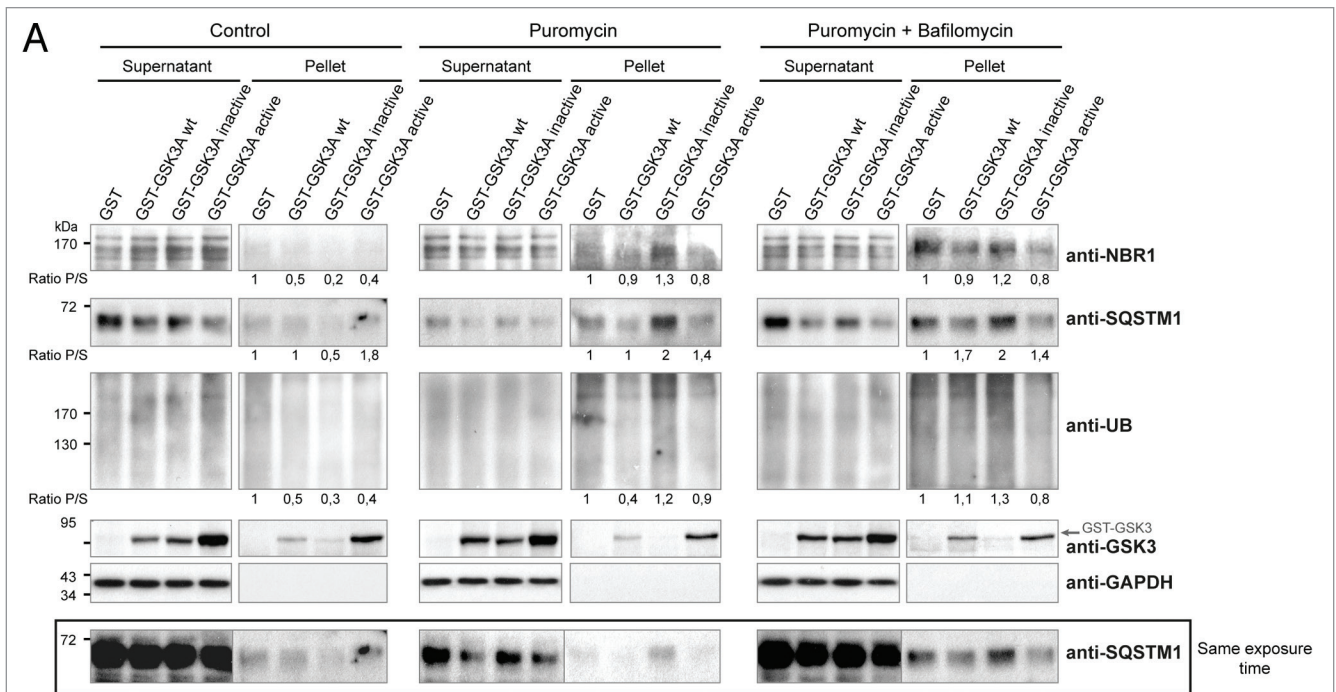 A
Control Puromycin Puromycin + Bafilomycin
Supernatant Pellet Supernatant Pellet Supernatant Pellet
GST GST-GSK3A wt GST-GSK3A inactive GST-GSK3A active GST GST-GSK3A wt GST-GSK3A inactive GST-GSK3A active GST GST-GSK3A wt GST-GSK3A inactive GST-GSK3A active GST GST-GSK3A wt GST-GSK3A inactive GST-GSK3A active GST GST-GSK3A wt GST-GSK3A inactive GST-GSK3A active GST GST-GSK3A wt GST-GSK3A inactive GST-GSK3A active
kDa
170
anti-NBR1
Ratio P/S 1 0,5 0,2 0,4 1 0,9 1,3 0,8 1 0,9 1,2 0,8
72
anti-SQSTM1
Ratio P/S 1 1 0,5 1,8 1 1 2 1,4 1 1,7 2 1,4
170
anti-UB
130
Ratio P/S 1 0,5 0,3 0,4 1 0,4 1,2 0,9 1 1,1 1,3 0,8
95
GST-GSK3
anti-GSK3
43
anti-GAPDH
34
72
anti-SQSTM1
Same exposure
time